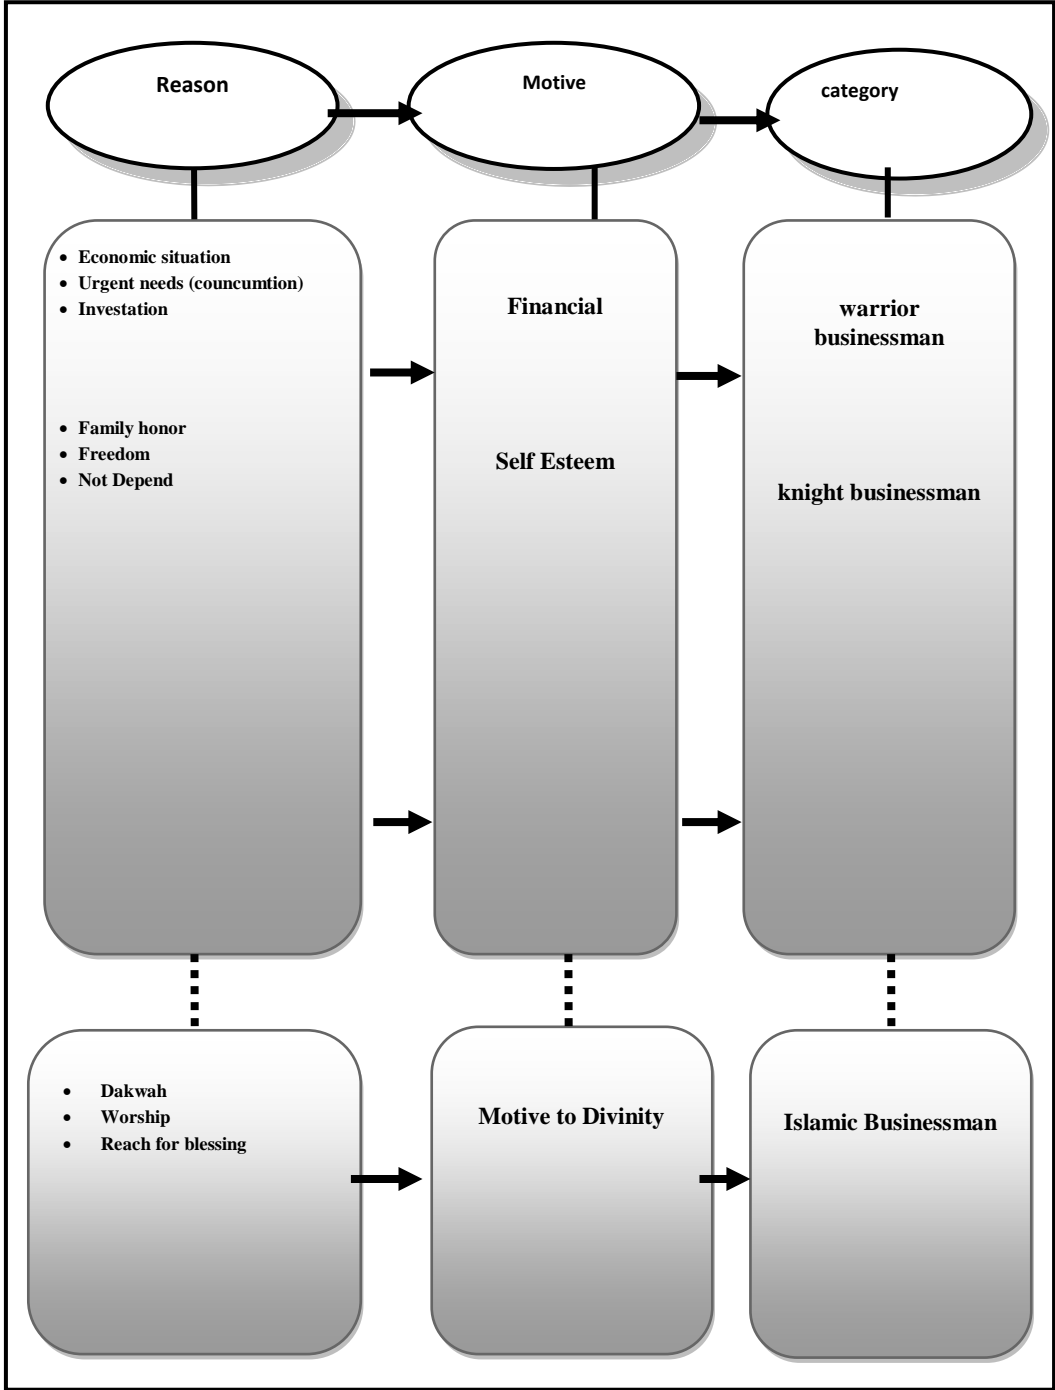 Reason
Motive
category
• Economic situation
• Urgent needs (councumtion)
• Investation
• Family honor
• Freedom
• Not Depend
Financial
Self Esteem
warrior
businessman
knight businessman
• Dakwah
• Worship
• Reach for blessing
Motive to Divinity
Islamic Businessman